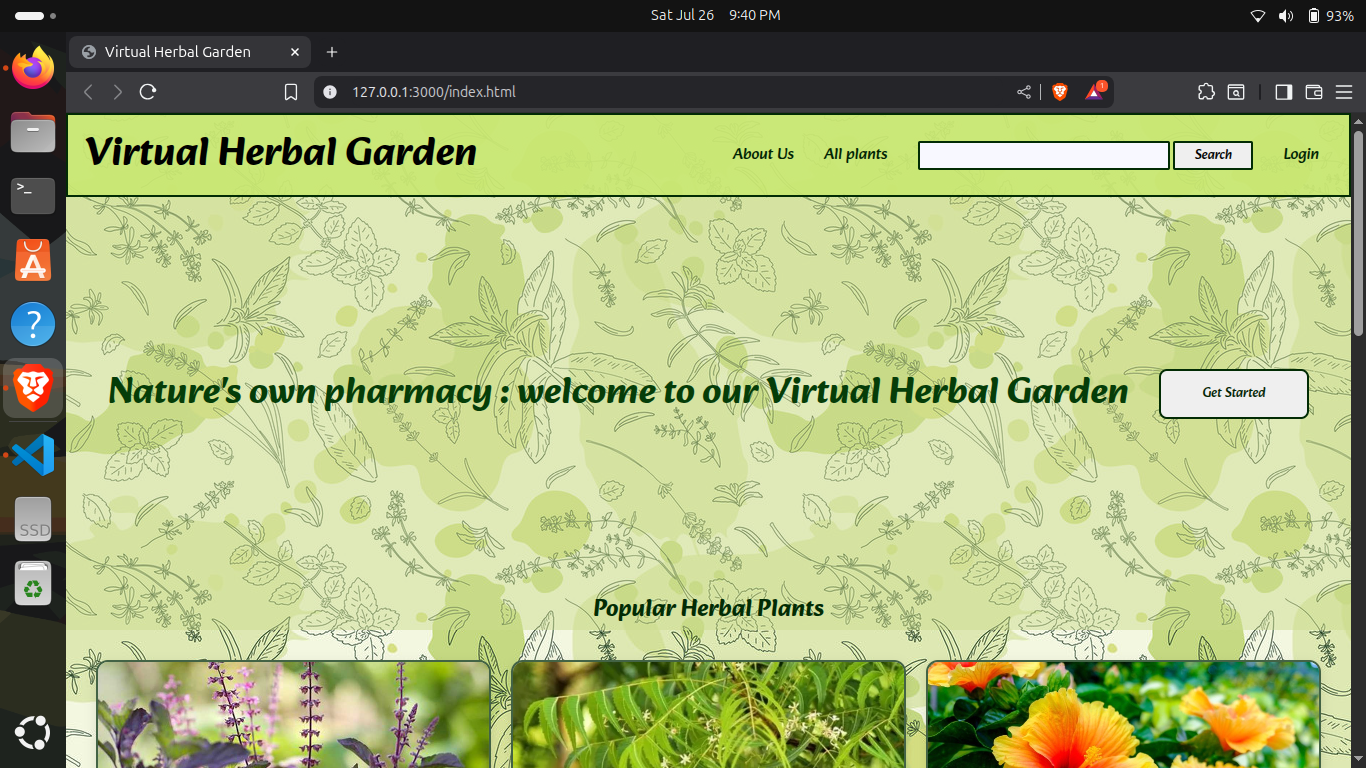 Sat Jul 26 9:40 PM
93%
Virtual Herbal Garden
127.0.0.1:3000/index.html
1
Virtual Herbal Garden
About Us
All plants
Search
Login
Nature's own pharmacy : welcome to our Virtual Herbal Garden
Get Started
Popular Herbal Plants
>_
A
?
SSD